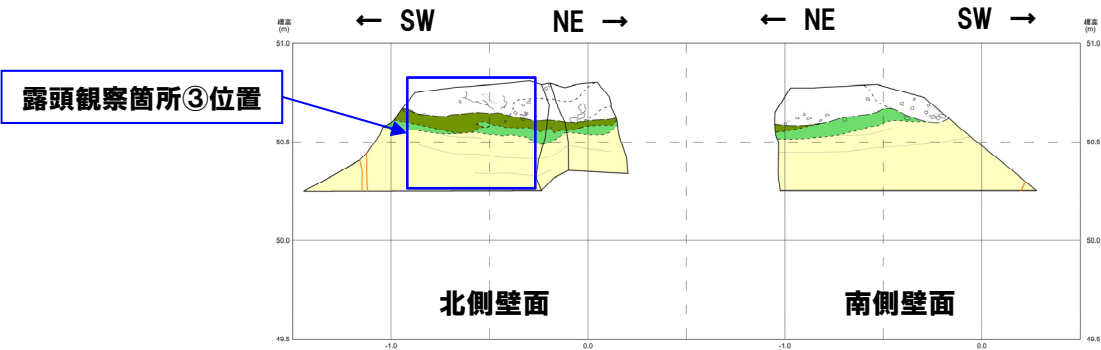 ← SW NE → ← NE SW →
標高
(m)
標高
(m)
51.0 51.0
露頭観察箇所③位置
50.5 50.5
50.0 50.0
北側壁面 南側壁面
49.5 49.5
-1.0 0.0 -1.0 0.0